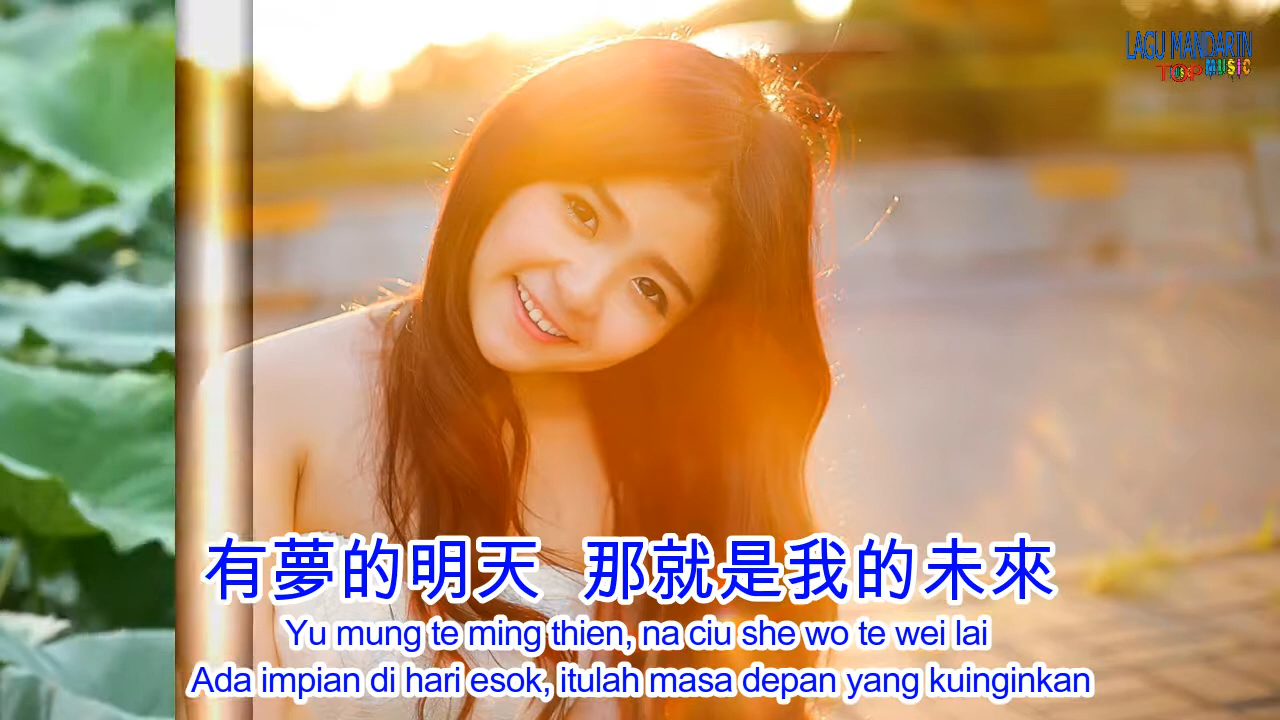 LAGU MANDARIN
TOP MUSIC
有夢的明天 那就是我的未來
Yu mung te ming thien, na ciu she wo te wei lai
Ada impian di hari esok, itulah masa depan yang kuinginkan